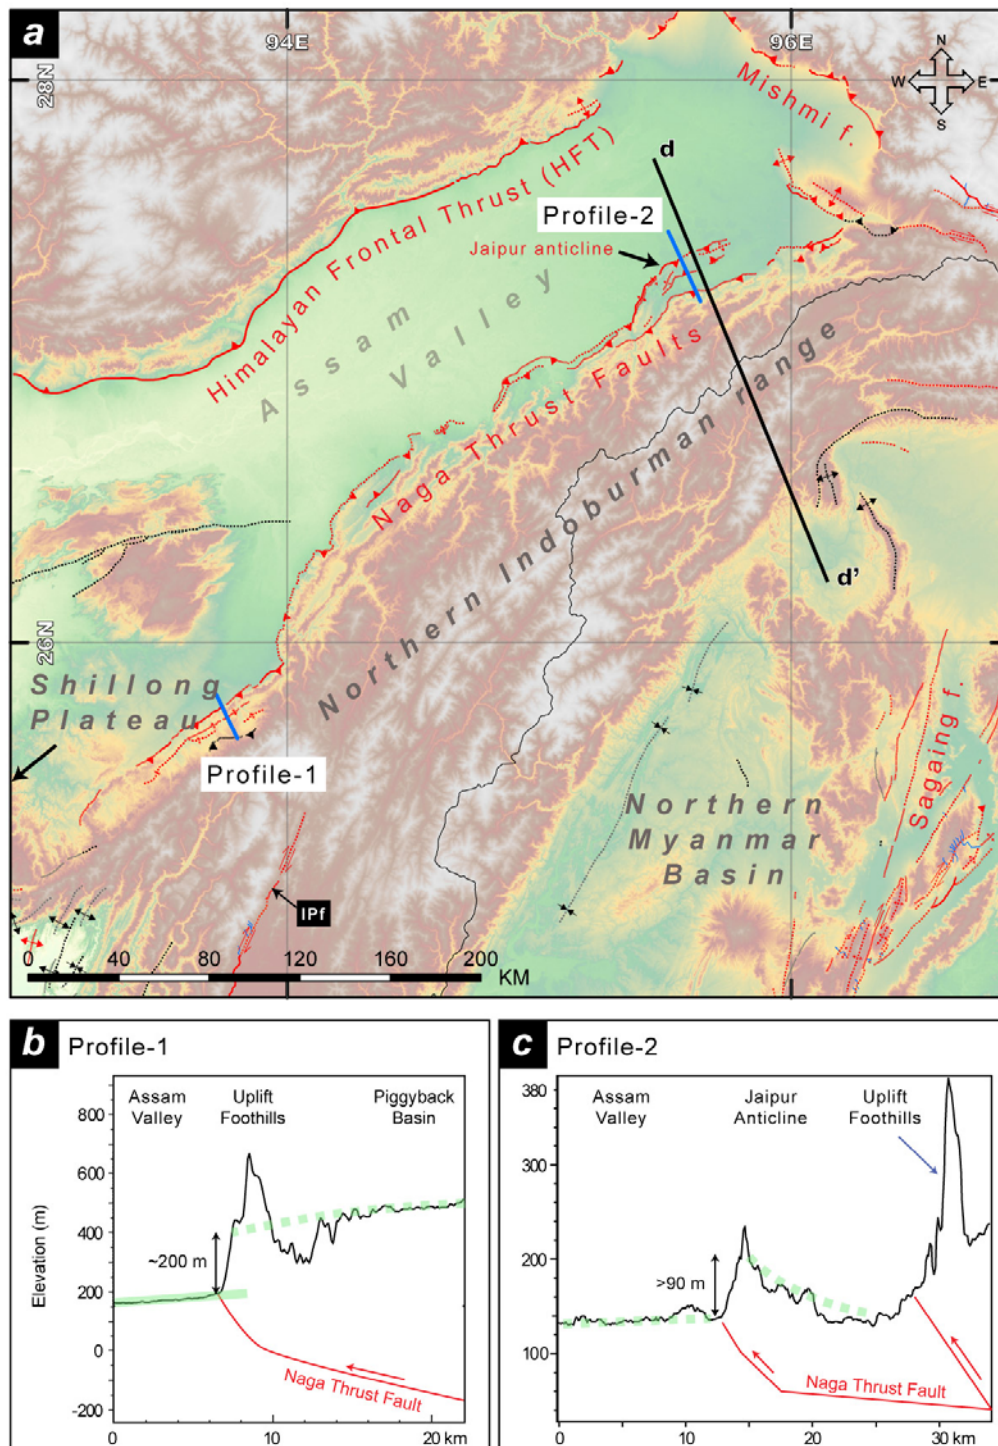 a
94E
96E
28N
N
W E
S
Mishmi f.
d
Himalayan Frontal Thrust (HFT)
Profile-2
Jaipur anticline
Assam
Valley
Naga Thrust Faults
Northern Indoburman range
d'
26N
Shillong
Plateau
Profile-1
Sagaing f.
Northern
Myanmar
Basin
IPf
0 40 80 120 160 200
KM
b Profile-1
Assam
Valley
Uplift
Foothills
Piggyback
Basin
Elevation (m)
800
600
400
200
0
-200
~200 m
Naga Thrust Fault
0 10 20 km
c Profile-2
Assam
Valley
Jaipur
Anticline
Uplift
Foothills
380
300
200
100
>90 m
Naga Thrust Fault
0 10 20 30 km